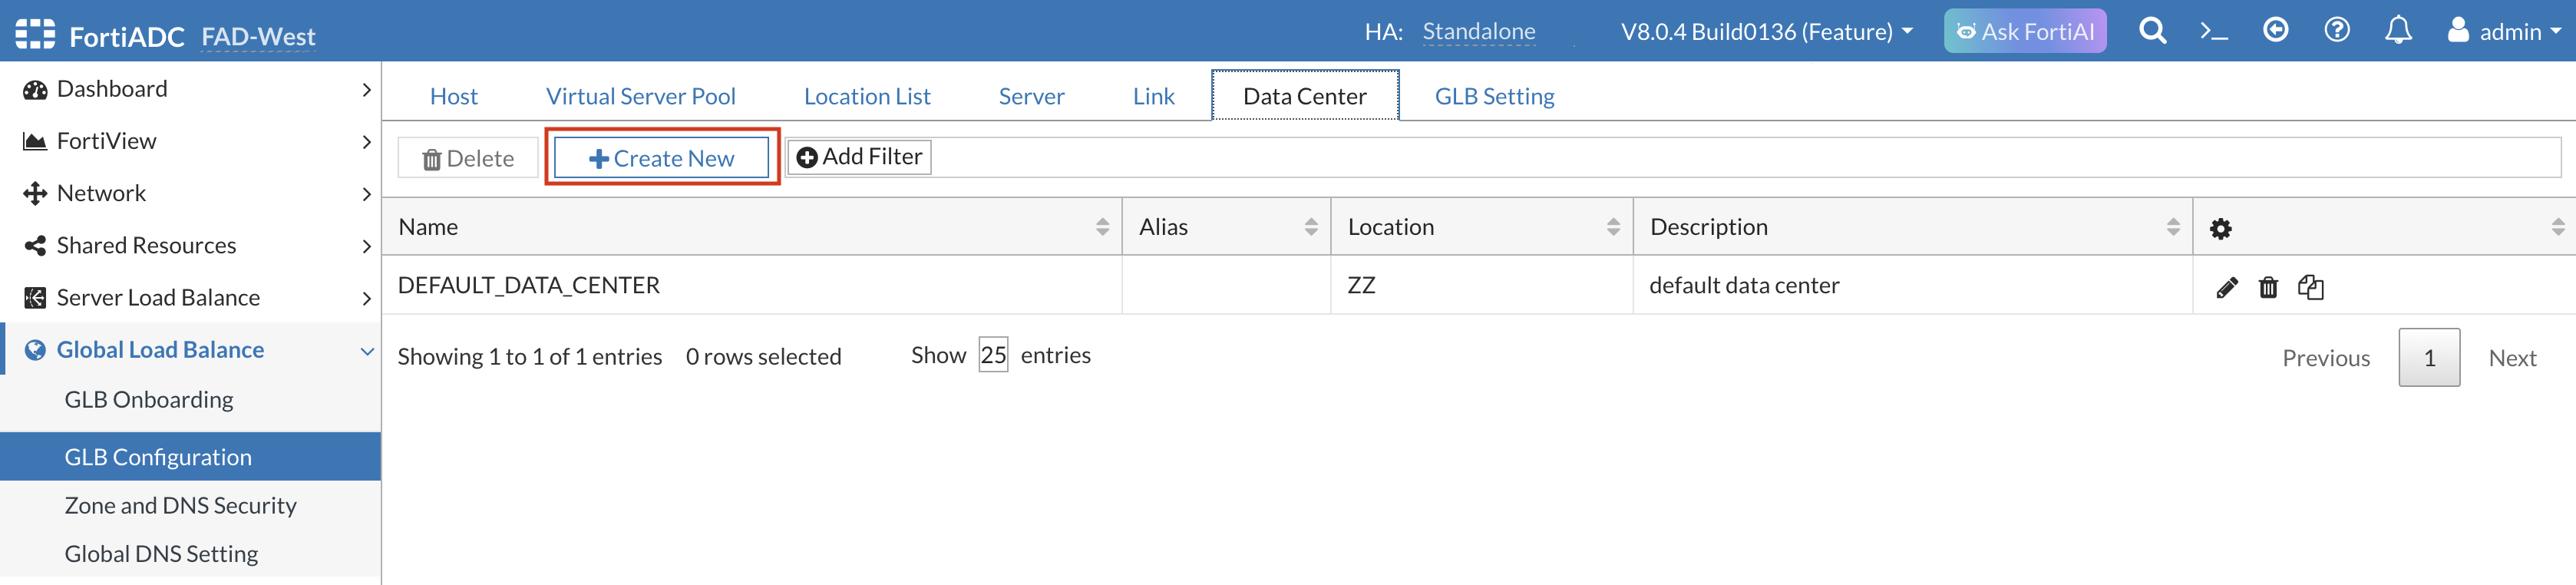 FortiADC FAD-West HA: Standalone V8.0.4 Build0136 (Feature) Ask FortiAI admin
Dashboard
FortiView
Network
Shared Resources
Server Load Balance
Global Load Balance
GLB Onboarding
GLB Configuration
Zone and DNS Security
Global DNS Setting
Host Virtual Server Pool Location List Server Link Data Center GLB Setting
Delete Create New Add Filter
Name Alias Location Description
DEFAULT_DATA_CENTER ZZ default data center
Showing 1 to 1 of 1 entries 0 rows selected Show 25 entries Previous 1 Next